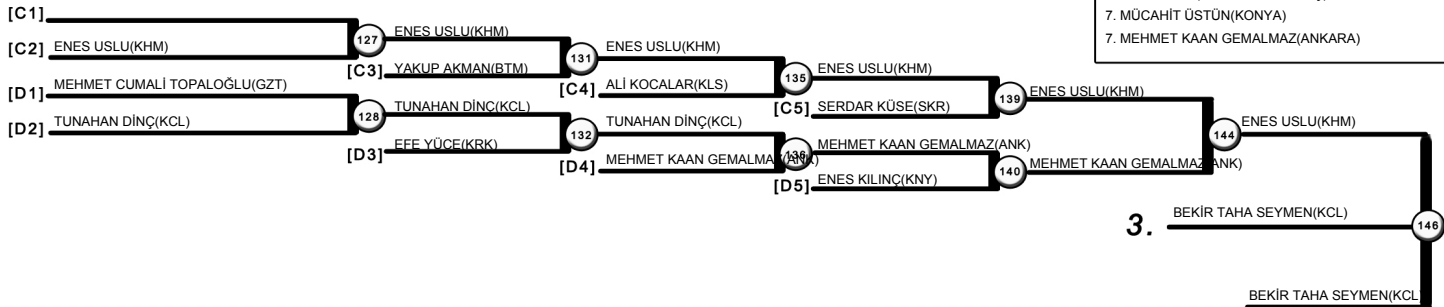 [C1]
[C2] ENES USLU(KHM)
127
ENES USLU(KHM)
[C3] YAKUP AKMAN(BTM)
131
ENES USLU(KHM)
[C4] ALİ KOCALAR(KLS)
135
ENES USLU(KHM)
[C5] SERDAR KÜSE(SKR)
139
ENES USLU(KHM)
[D1] MEHMET CUMALİ TOPALOĞLU(GZT)
[D2] TUNAHAN DİNÇ(KCL)
128
TUNAHAN DİNÇ(KCL)
[D3] EFE YÜCE(KRK)
132
TUNAHAN DİNÇ(KCL)
[D4] MEHMET KAAN GEMALMAZ(ANK)
136
MEHMET KAAN GEMALMAZ(ANK)
[D5] ENES KILINÇ(KNY)
140
MEHMET KAAN GEMALMAZ(ANK)
144
ENES USLU(KHM)
3. BEKİR TAHA SEYMEN(KCL)
146
BEKİR TAHA SEYMEN(KCL)
7. MÜCAHİT ÜSTÜN(KONYA)
7. MEHMET KAAN GEMALMAZ(ANKARA)